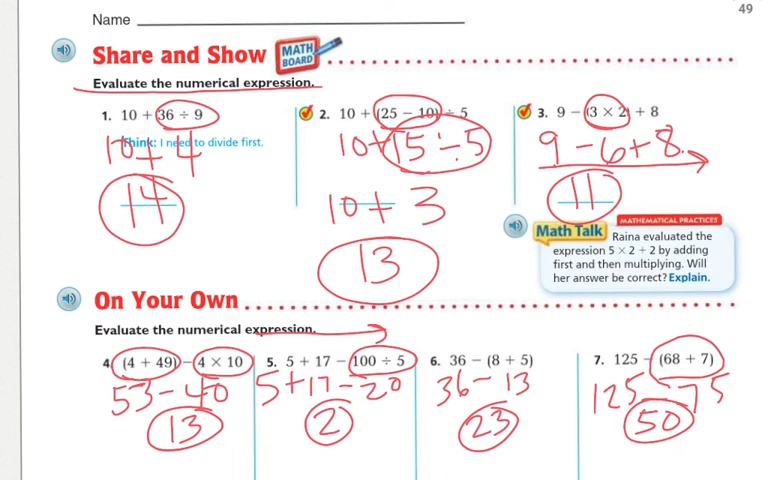 49
Name
Share and Show MATH BOARD
Evaluate the numerical expression.
1. 10 + 36 ÷ 9
Think: I need to divide first.
10 + 4
14
2. 10 + (25 − 10) ÷ 5
10 + 15 ÷ 5
10 + 3
13
3. 9 − (3 × 2) + 8
9 − 6 + 8
11
Math Talk MATHEMATICAL PRACTICES
Raina evaluated the
expression 5 × 2 + 2 by adding
first and then multiplying. Will
her answer be correct? Explain.
On Your Own
Evaluate the numerical expression.
4. (4 + 49) − 4 × 10
53 − 40
13
5. 5 + 17 − 100 ÷ 5
5 + 17 − 20
2
6. 36 − (8 + 5)
36 − 13
23
7. 125 − (68 + 7)
125 − 75
50